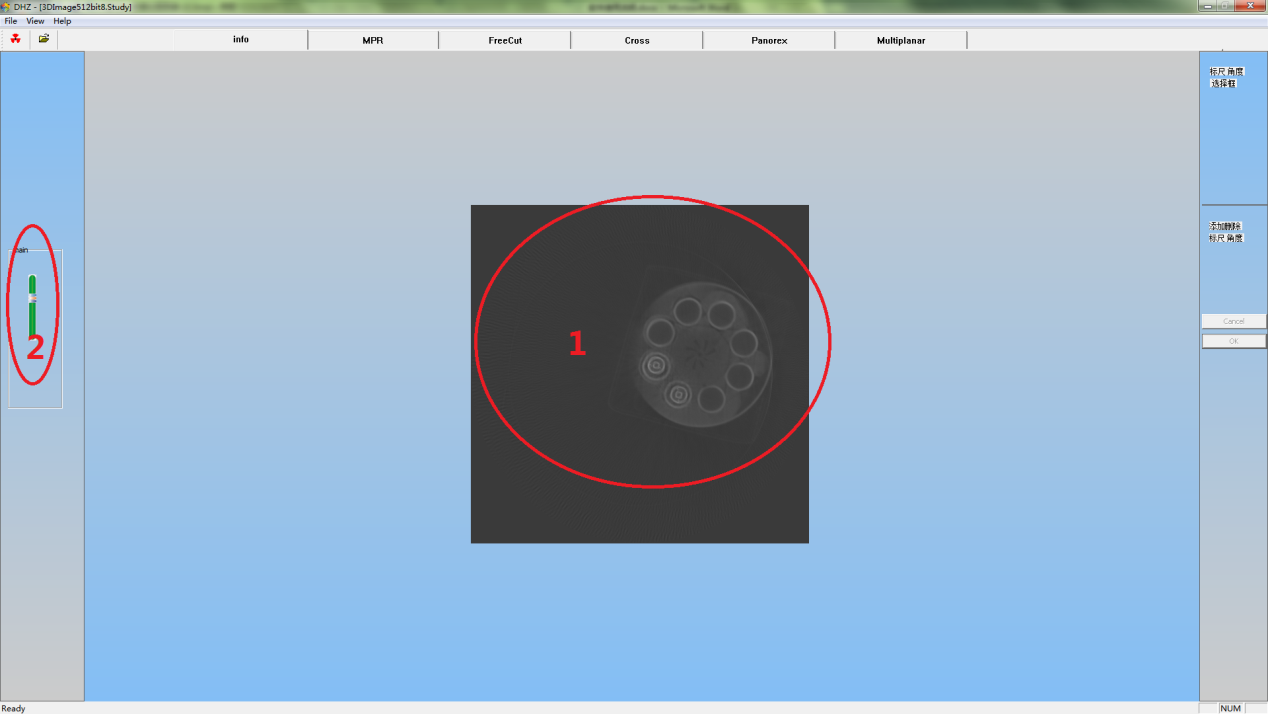 DHZ - [3DImage512bit8.Study]
File View Help
info MPR FreeCut Cross Panorex Multiplanar
标尺角度
选择框
添加删除
标尺角度
2
1
Cancel
OK
Ready
NUM